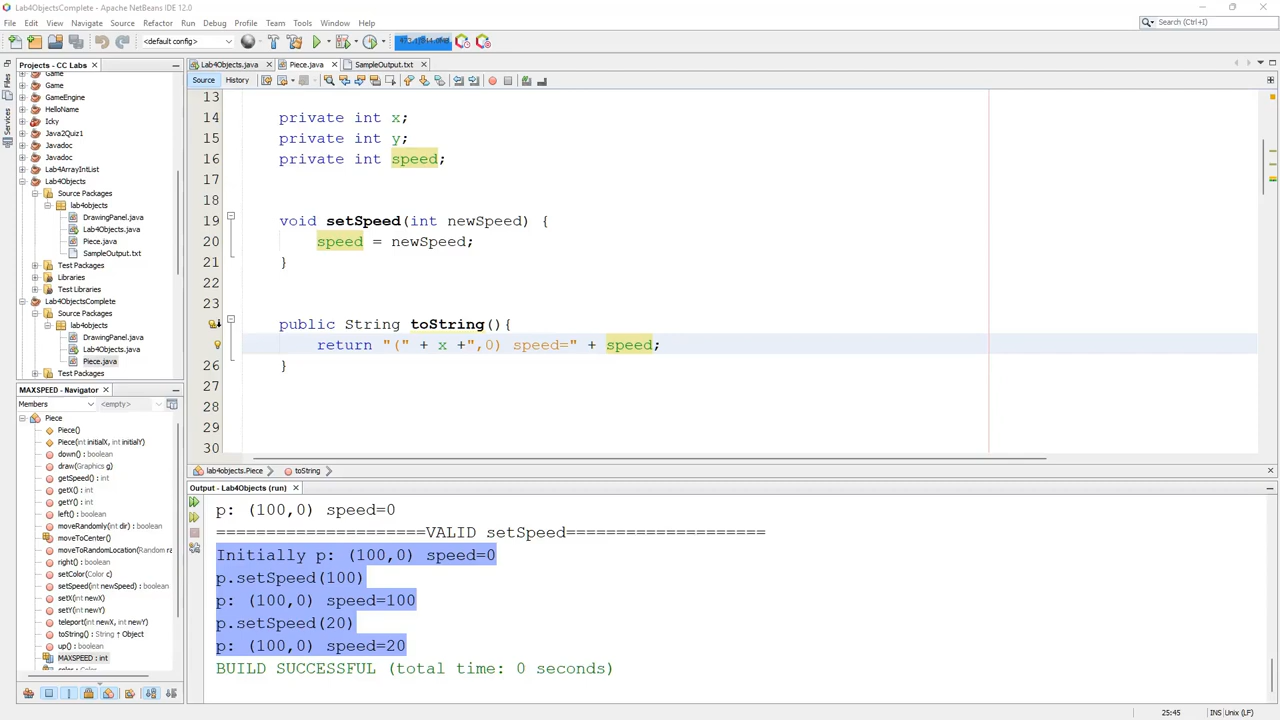 Lab4ObjectsComplete - Apache NetBeans IDE 12.0
File Edit View Navigate Source Refactor Run Debug Profile Team Tools Window Help
Search (Ctrl+I)
<default config>
Files
Services
Projects - CC Labs
Game
Game
GameEngine
HelloName
Icky
Java2Quiz1
Javadoc
Javadoc
Lab4ArrayIntList
Lab4Objects
Source Packages
lab4objects
DrawingPanel.java
Lab4Objects.java
Piece.java
SampleOutput.txt
Test Packages
Libraries
Test Libraries
Lab4ObjectsComplete
Source Packages
lab4objects
DrawingPanel.java
Lab4Objects.java
Piece.java
Test Packages
MAXSPEED - Navigator
Members <empty>
Piece
Piece()
Piece(int initialX, int initialY)
down() : boolean
draw(Graphics g)
getSpeed() : int
getX() : int
getY() : int
left() : boolean
moveRandomly(int dir) : boolean
moveToCenter()
moveToRandomLocation(Random ra
right() : boolean
setColor(Color c)
setSpeed(int newSpeed) : boolean
setX(int newX)
setY(int newY)
teleport(int newX, int newY)
toString() : String ↑ Object
up() : boolean
MAXSPEED : int
Lab4Objects.java Piece.java SampleOutput.txt
Source History
13
14 private int x;
15 private int y;
16 private int speed;
17
18
19 void setSpeed(int newSpeed) {
20 speed = newSpeed;
21 }
22
23
public String toString(){
return "(" + x +",0) speed=" + speed;
26 }
27
28
29
30
lab4objects.Piece toString
Output - Lab4Objects (run)
p: (100,0) speed=0
=====================VALID setSpeed====================
Initially p: (100,0) speed=0
p.setSpeed(100)
p: (100,0) speed=100
p.setSpeed(20)
p: (100,0) speed=20
BUILD SUCCESSFUL (total time: 0 seconds)
25:45 INS Unix (LF)